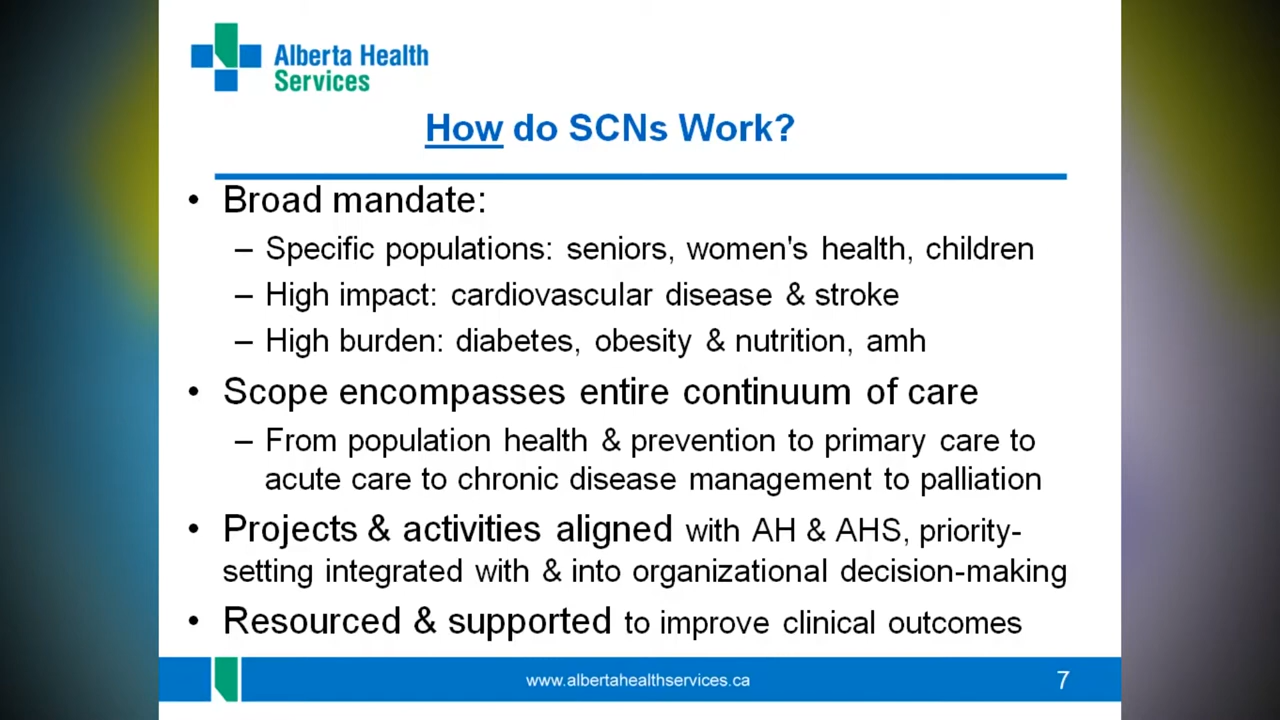 Alberta Health
Services
How do SCNs Work?
• Broad mandate:
– Specific populations: seniors, women's health, children
– High impact: cardiovascular disease & stroke
– High burden: diabetes, obesity & nutrition, amh
• Scope encompasses entire continuum of care
– From population health & prevention to primary care to
acute care to chronic disease management to palliation
• Projects & activities aligned with AH & AHS, priority-
setting integrated with & into organizational decision-making
• Resourced & supported to improve clinical outcomes
www.albertahealthservices.ca
7